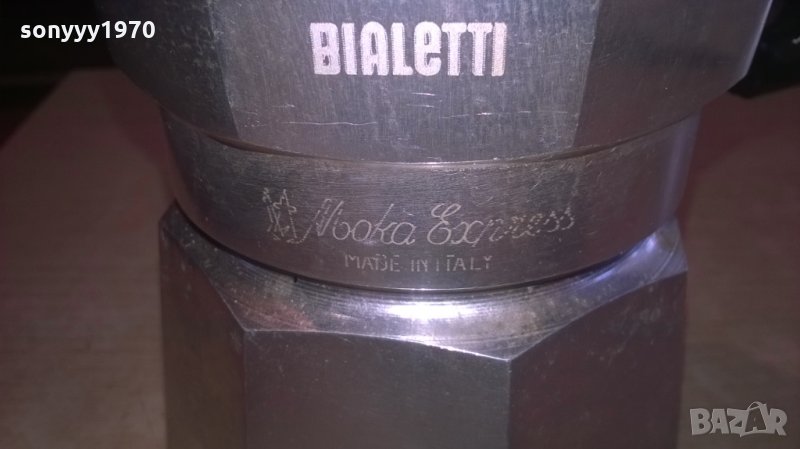 sonyyy1970
BIALETTI
Moka Express
MADE IN ITALY
BAZAR